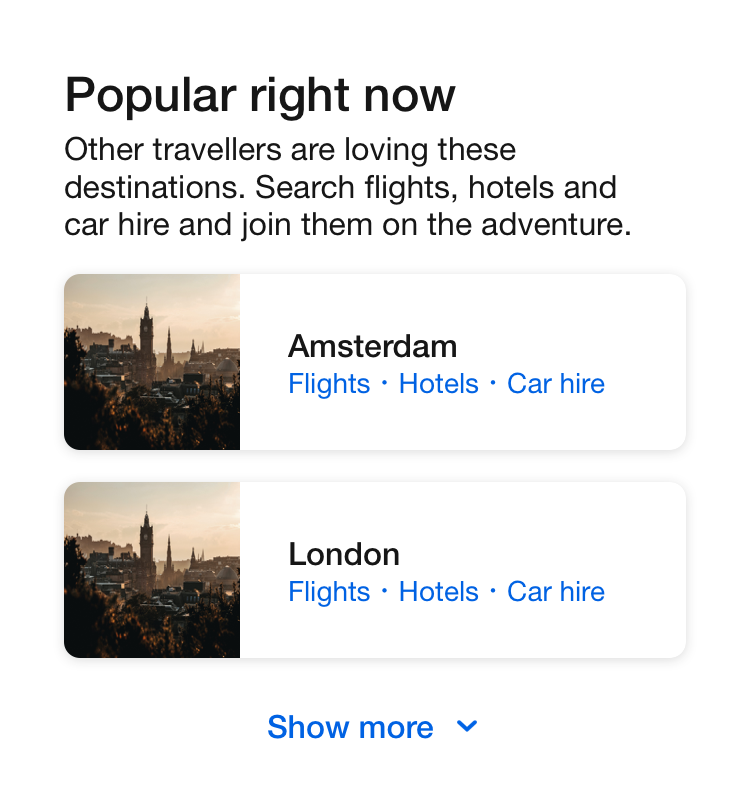 Popular right now
Other travellers are loving these
destinations. Search flights, hotels and
car hire and join them on the adventure.
Amsterdam
Flights · Hotels · Car hire
London
Flights · Hotels · Car hire
Show more